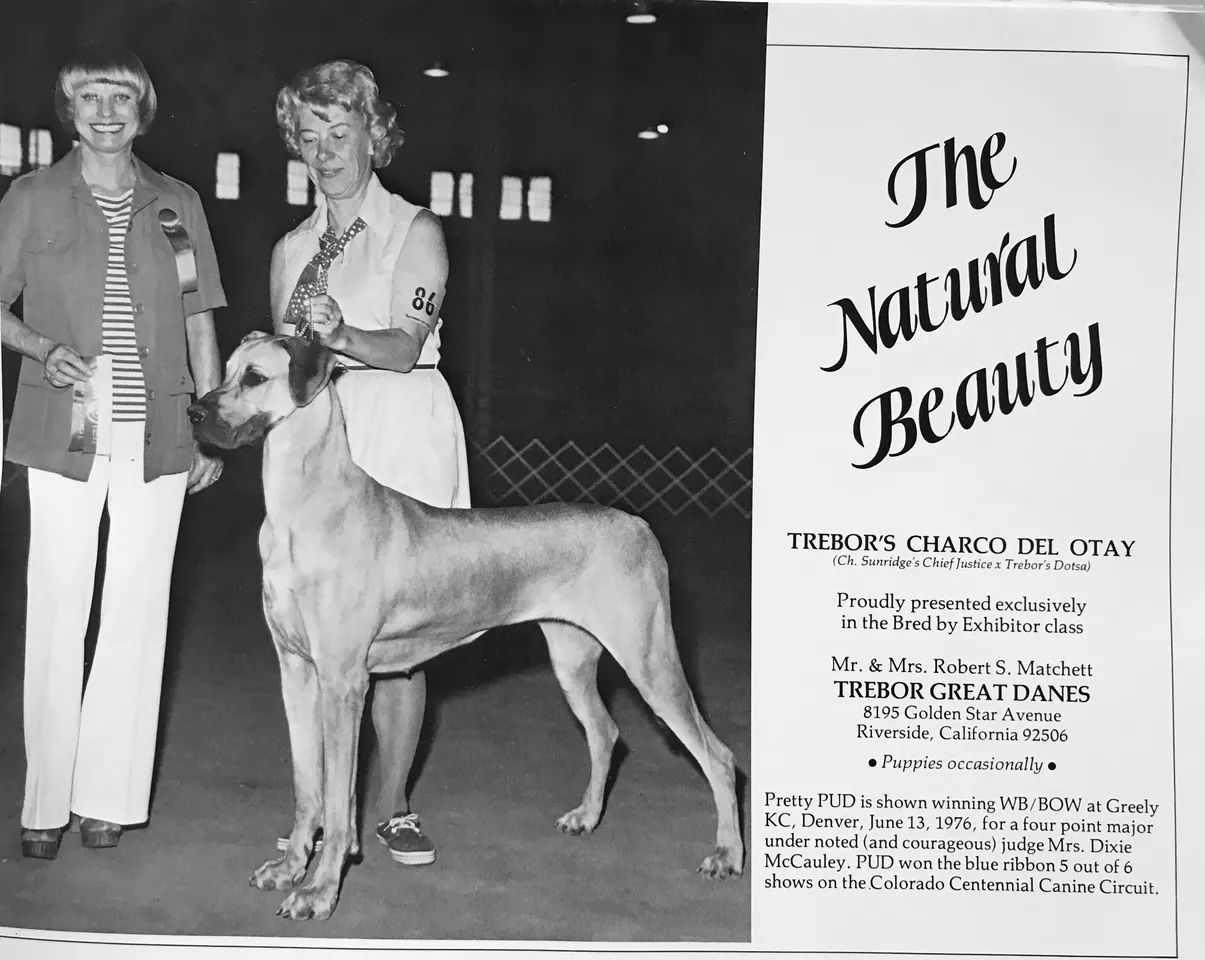 86
The
Natural
Beauty
TREBOR'S CHARCO DEL OTAY
(Ch. Sunridge's Chief Justice x Trebor's Dotsa)
Proudly presented exclusively
in the Bred by Exhibitor class
Mr. & Mrs. Robert S. Matchett
TREBOR GREAT DANES
8195 Golden Star Avenue
Riverside, California 92506
● Puppies occasionally ●
Pretty PUD is shown winning WB/BOW at Greely
KC, Denver, June 13, 1976, for a four point major
under noted (and courageous) judge Mrs. Dixie
McCauley. PUD won the blue ribbon 5 out of 6
shows on the Colorado Centennial Canine Circuit.